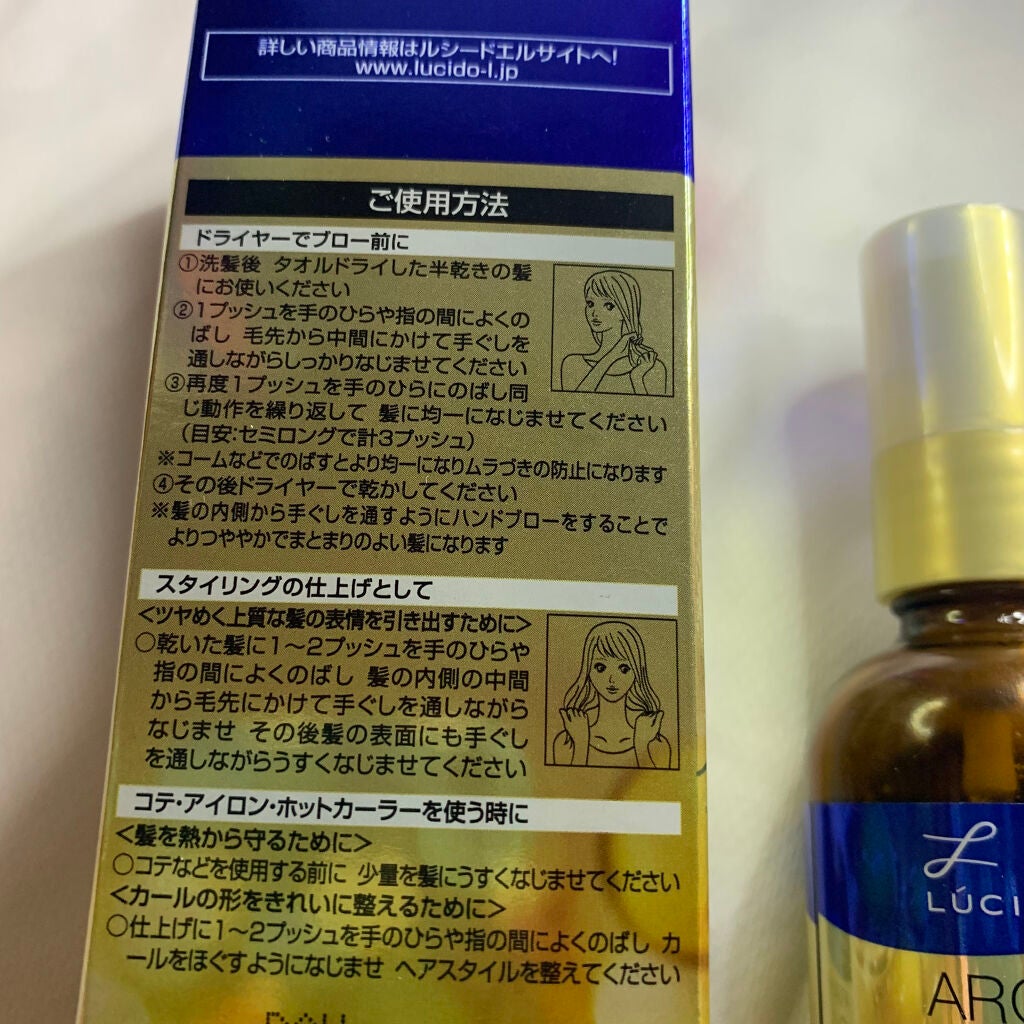 詳しい商品情報はルシードエルサイトへ!
www.lucido-l.jp
ご使用方法
ドライヤーでブロー前に
①洗髪後 タオルドライした半乾きの髪
にお使いください
②1プッシュを手のひらや指の間によくの
ばし 毛先から中間にかけて手ぐしを
通しながらしっかりなじませてください
③再度1プッシュを手のひらにのばし同
じ動作を繰り返して 髪に均一になじませてください
(目安:セミロングで計3プッシュ)
※コームなどでのばすとより均一になりムラづきの防止になります
④その後ドライヤーで乾かしてください
※髪の内側から手ぐしを通すようにハンドブローをすることで
よりつややかでまとまりのよい髪になります
スタイリングの仕上げとして
<ツヤめく上質な髪の表情を引き出すために>
○乾いた髪に1～2プッシュを手のひらや
指の間によくのばし 髪の内側の中間
から毛先にかけて手ぐしを通しながら
なじませ その後髪の表面にも手ぐし
を通しながらうすくなじませてください
コテ・アイロン・ホットカーラーを使う時に
<髪を熱から守るために>
○コテなどを使用する前に 少量を髪にうすくなじませてください
<カールの形をきれいに整えるために>
○仕上げに1～2プッシュを手のひらや指の間によくのばし カ
ールをほぐすようになじませ ヘアスタイルを整えてください
L
LÚCI
ARG